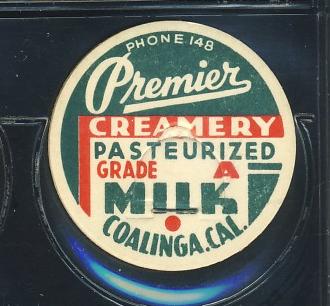 PHONE 148
Premier
CREAMERY
PASTEURIZED
GRADE A
MILK
COALINGA.CAL.